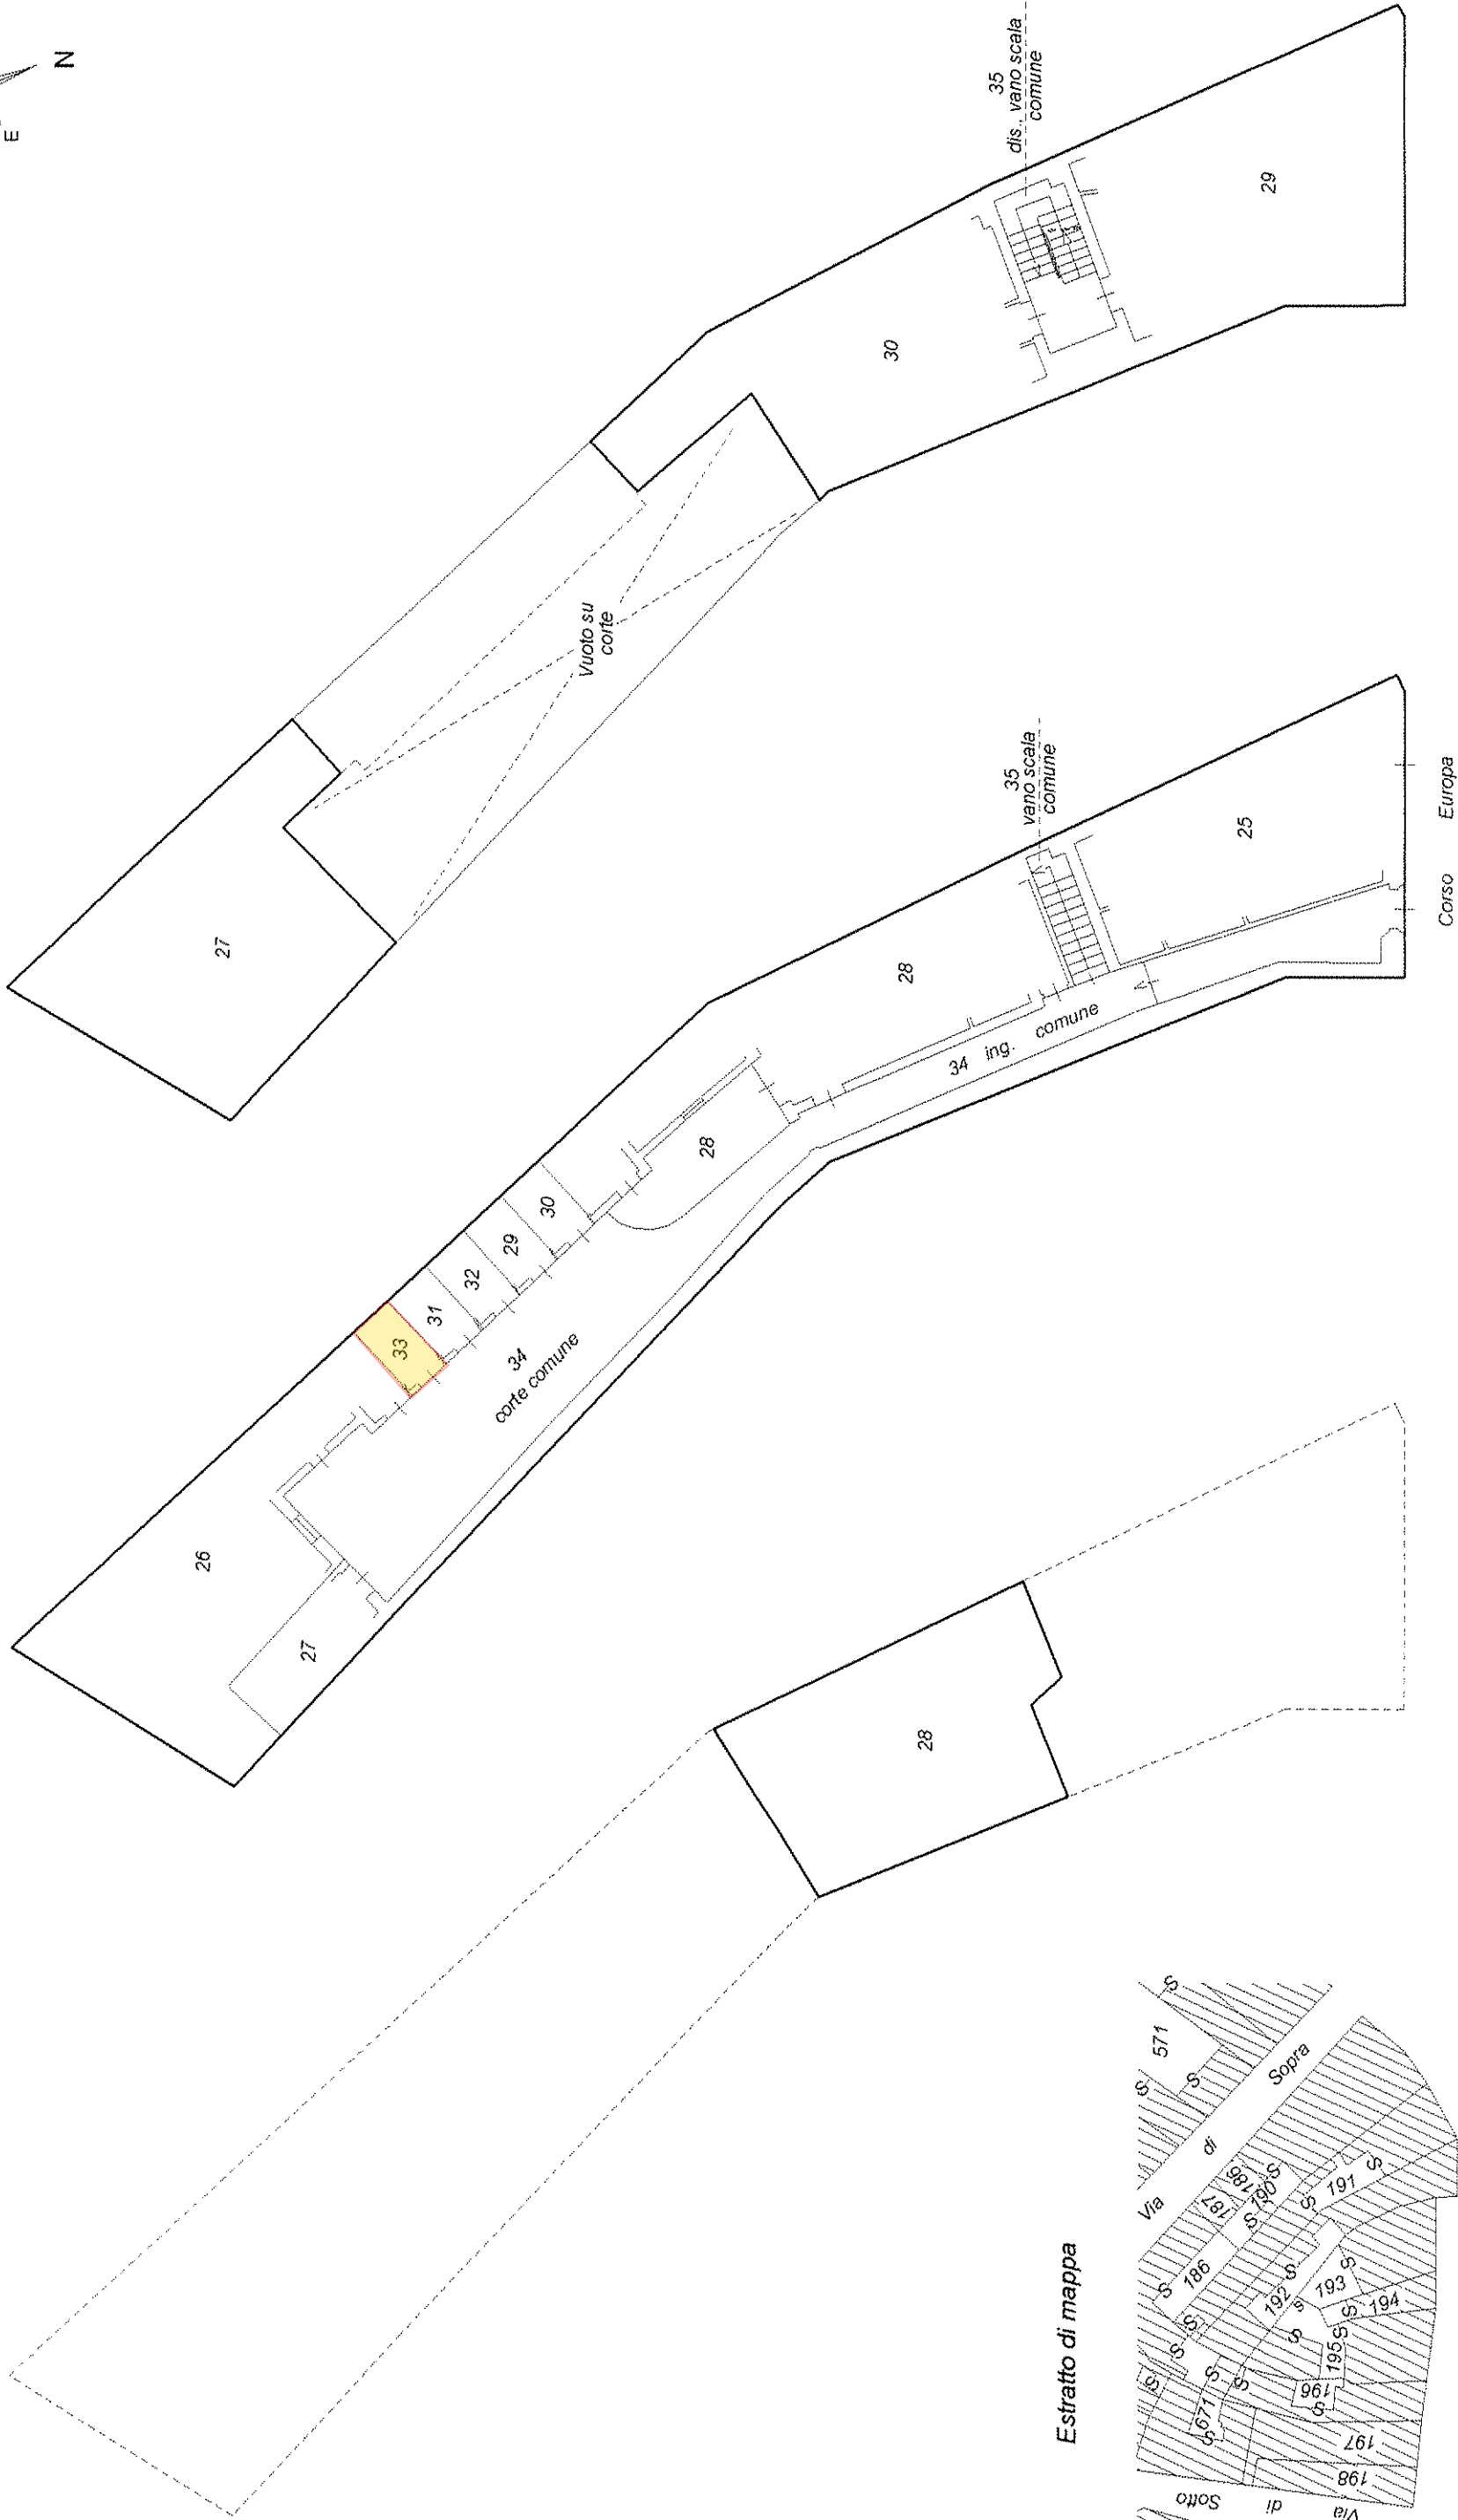 E
N
27
Vuoto su
corte
30
35
dis., vano scala
comune
29
26
27
33
31
32
29
30
28
34
corte comune
28
34 ing. comune
35
vano scala
comune
25
Corso Europa
28
Estratto di mappa
Via di Sopra
571
S
S
S
S
186
187
186
S
190
S
S
191
S
S
192
S
193
S
s
194
S
S
195
S
196
S
S
671
S
S
S
S
S
S
197
198
Via di Sotto